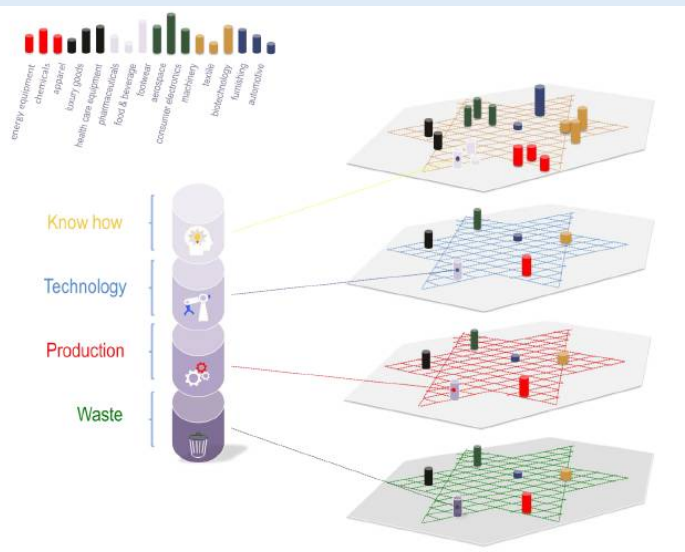 energy equipment
chemicals
apparel
luxury goods
health care equipment
pharmaceuticals
food & beverage
footwear
aerospace
consumer electronics
machinery
textile
biotechnology
furnishing
automotive
Know how
Technology
Production
Waste